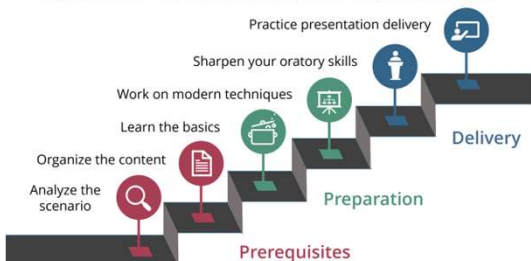 Practice presentation delivery
Sharpen your oratory skills
Work on modern techniques
Learn the basics
Organize the content
Analyze the
scenario
Delivery
Preparation
Prerequisites